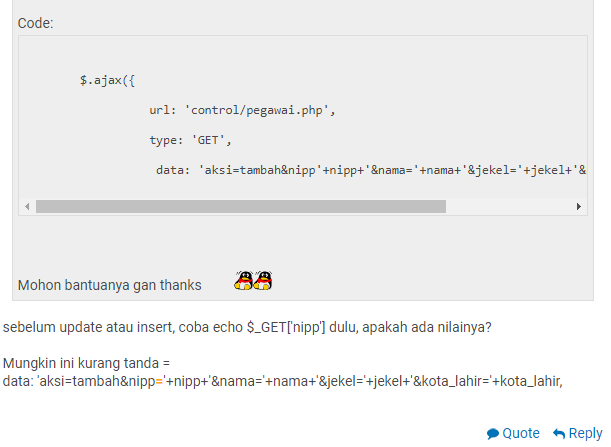 Code:
$.ajax({
url: 'control/pegawai.php',
type: 'GET',
data: 'aksi=tambah&nipp'+nipp+'&nama='+nama+'&jekel='+jekel+'&
Mohon bantuanya gan thanks
sebelum update atau insert, coba echo $_GET['nipp'] dulu, apakah ada nilainya?
Mungkin ini kurang tanda =
data: 'aksi=tambah&nipp='+nipp+'&nama='+nama+'&jekel='+jekel+'&kota_lahir='+kota_lahir,
Quote Reply